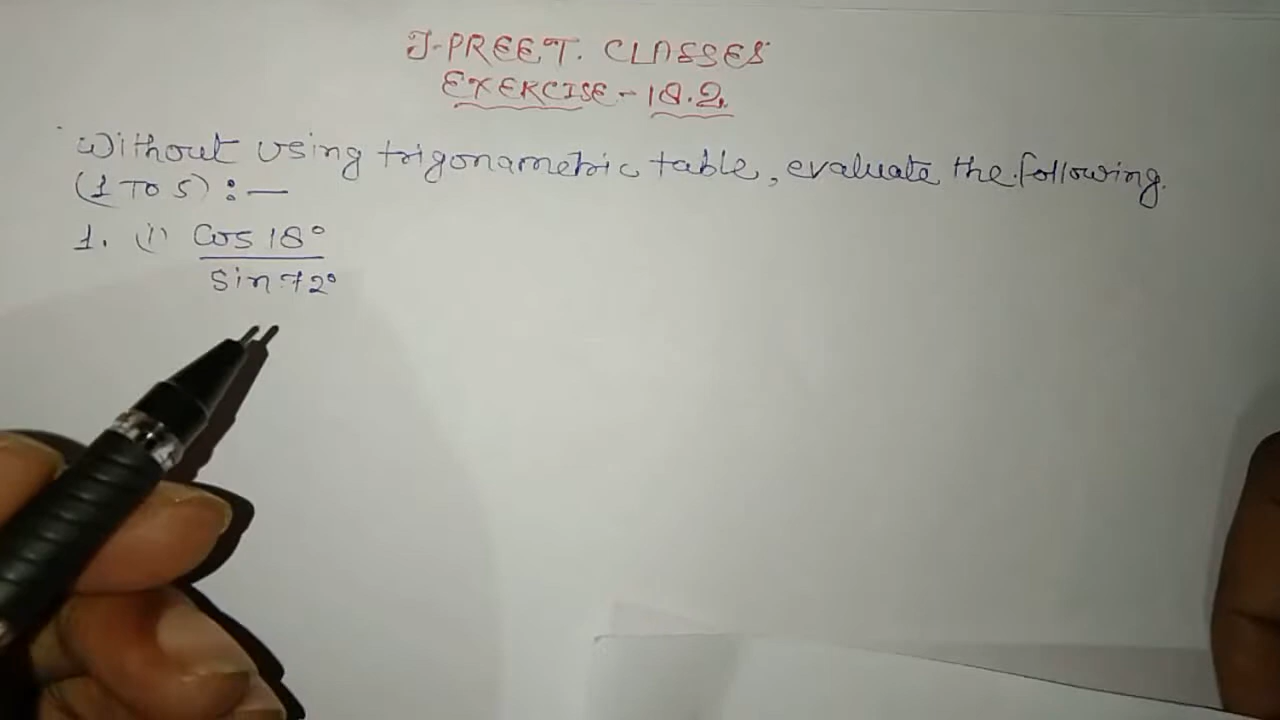 J-PREET. CLASSES
EXERCISE - 18.2
Without using trigonametric table, evaluate the following.
(1 TO 5) : —
1. (i) Cos 18°
Sin 72°